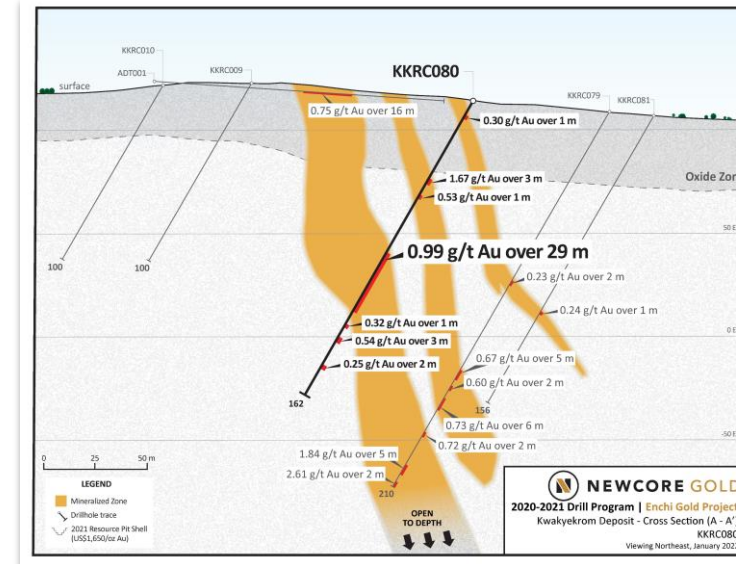 KKRC010
ADT001
KKRC009
KKRC080
KKRC079
KKRC081
surface
0.75 g/t Au over 16 m
0.30 g/t Au over 1 m
1.67 g/t Au over 3 m
0.53 g/t Au over 1 m
Oxide Zon
50 E
0.99 g/t Au over 29 m
100
100
0.23 g/t Au over 2 m
0.24 g/t Au over 1 m
0.32 g/t Au over 1 m
0.54 g/t Au over 3 m
0 E
0.25 g/t Au over 2 m
0.67 g/t Au over 5 m
0.60 g/t Au over 2 m
162
156
0.73 g/t Au over 6 m
0.72 g/t Au over 2 m
-50 E
1.84 g/t Au over 5 m
2.61 g/t Au over 2 m
210
0 25 50 m
LEGEND
Mineralized Zone
Drillhole trace
2021 Resource Pit Shell
(US$1,650/oz Au)
OPEN
TO DEPTH
N NEWCORE GOLD
2020-2021 Drill Program | Enchi Gold Project
Kwakyekrom Deposit - Cross Section (A - A')
KKRC080
Viewing Northeast, January 2022